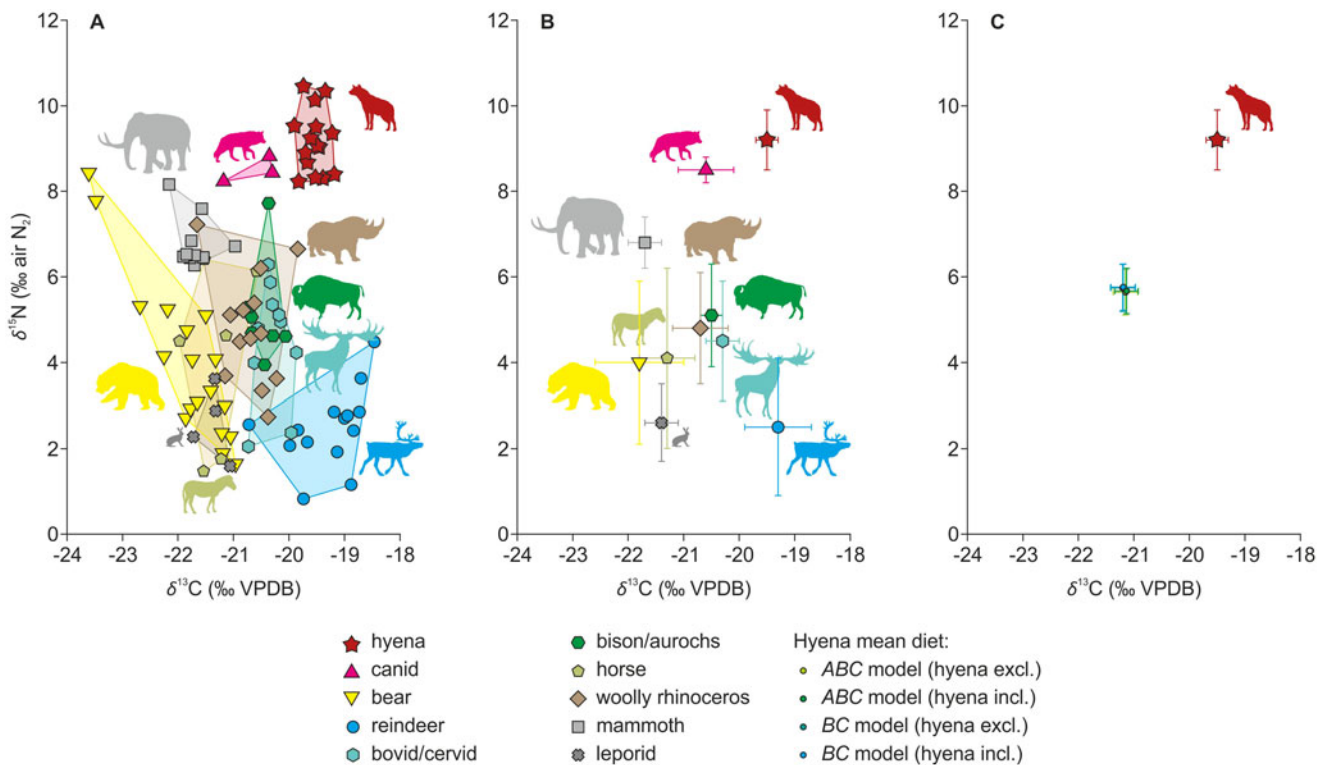 A
B
C
12
10
8
6
4
2
0
-24 -23 -22 -21 -20 -19 -18
δ¹³C (‰ VPDB)
δ¹⁵N (‰ air N₂)
12
10
8
6
4
2
0
-24 -23 -22 -21 -20 -19 -18
δ¹³C (‰ VPDB)
12
10
8
6
4
2
0
-24 -23 -22 -21 -20 -19 -18
δ¹³C (‰ VPDB)
hyena
canid
bear
reindeer
bovid/cervid
bison/aurochs
horse
woolly rhinoceros
mammoth
leporid
Hyena mean diet:
ABC model (hyena excl.)
ABC model (hyena incl.)
BC model (hyena excl.)
BC model (hyena incl.)